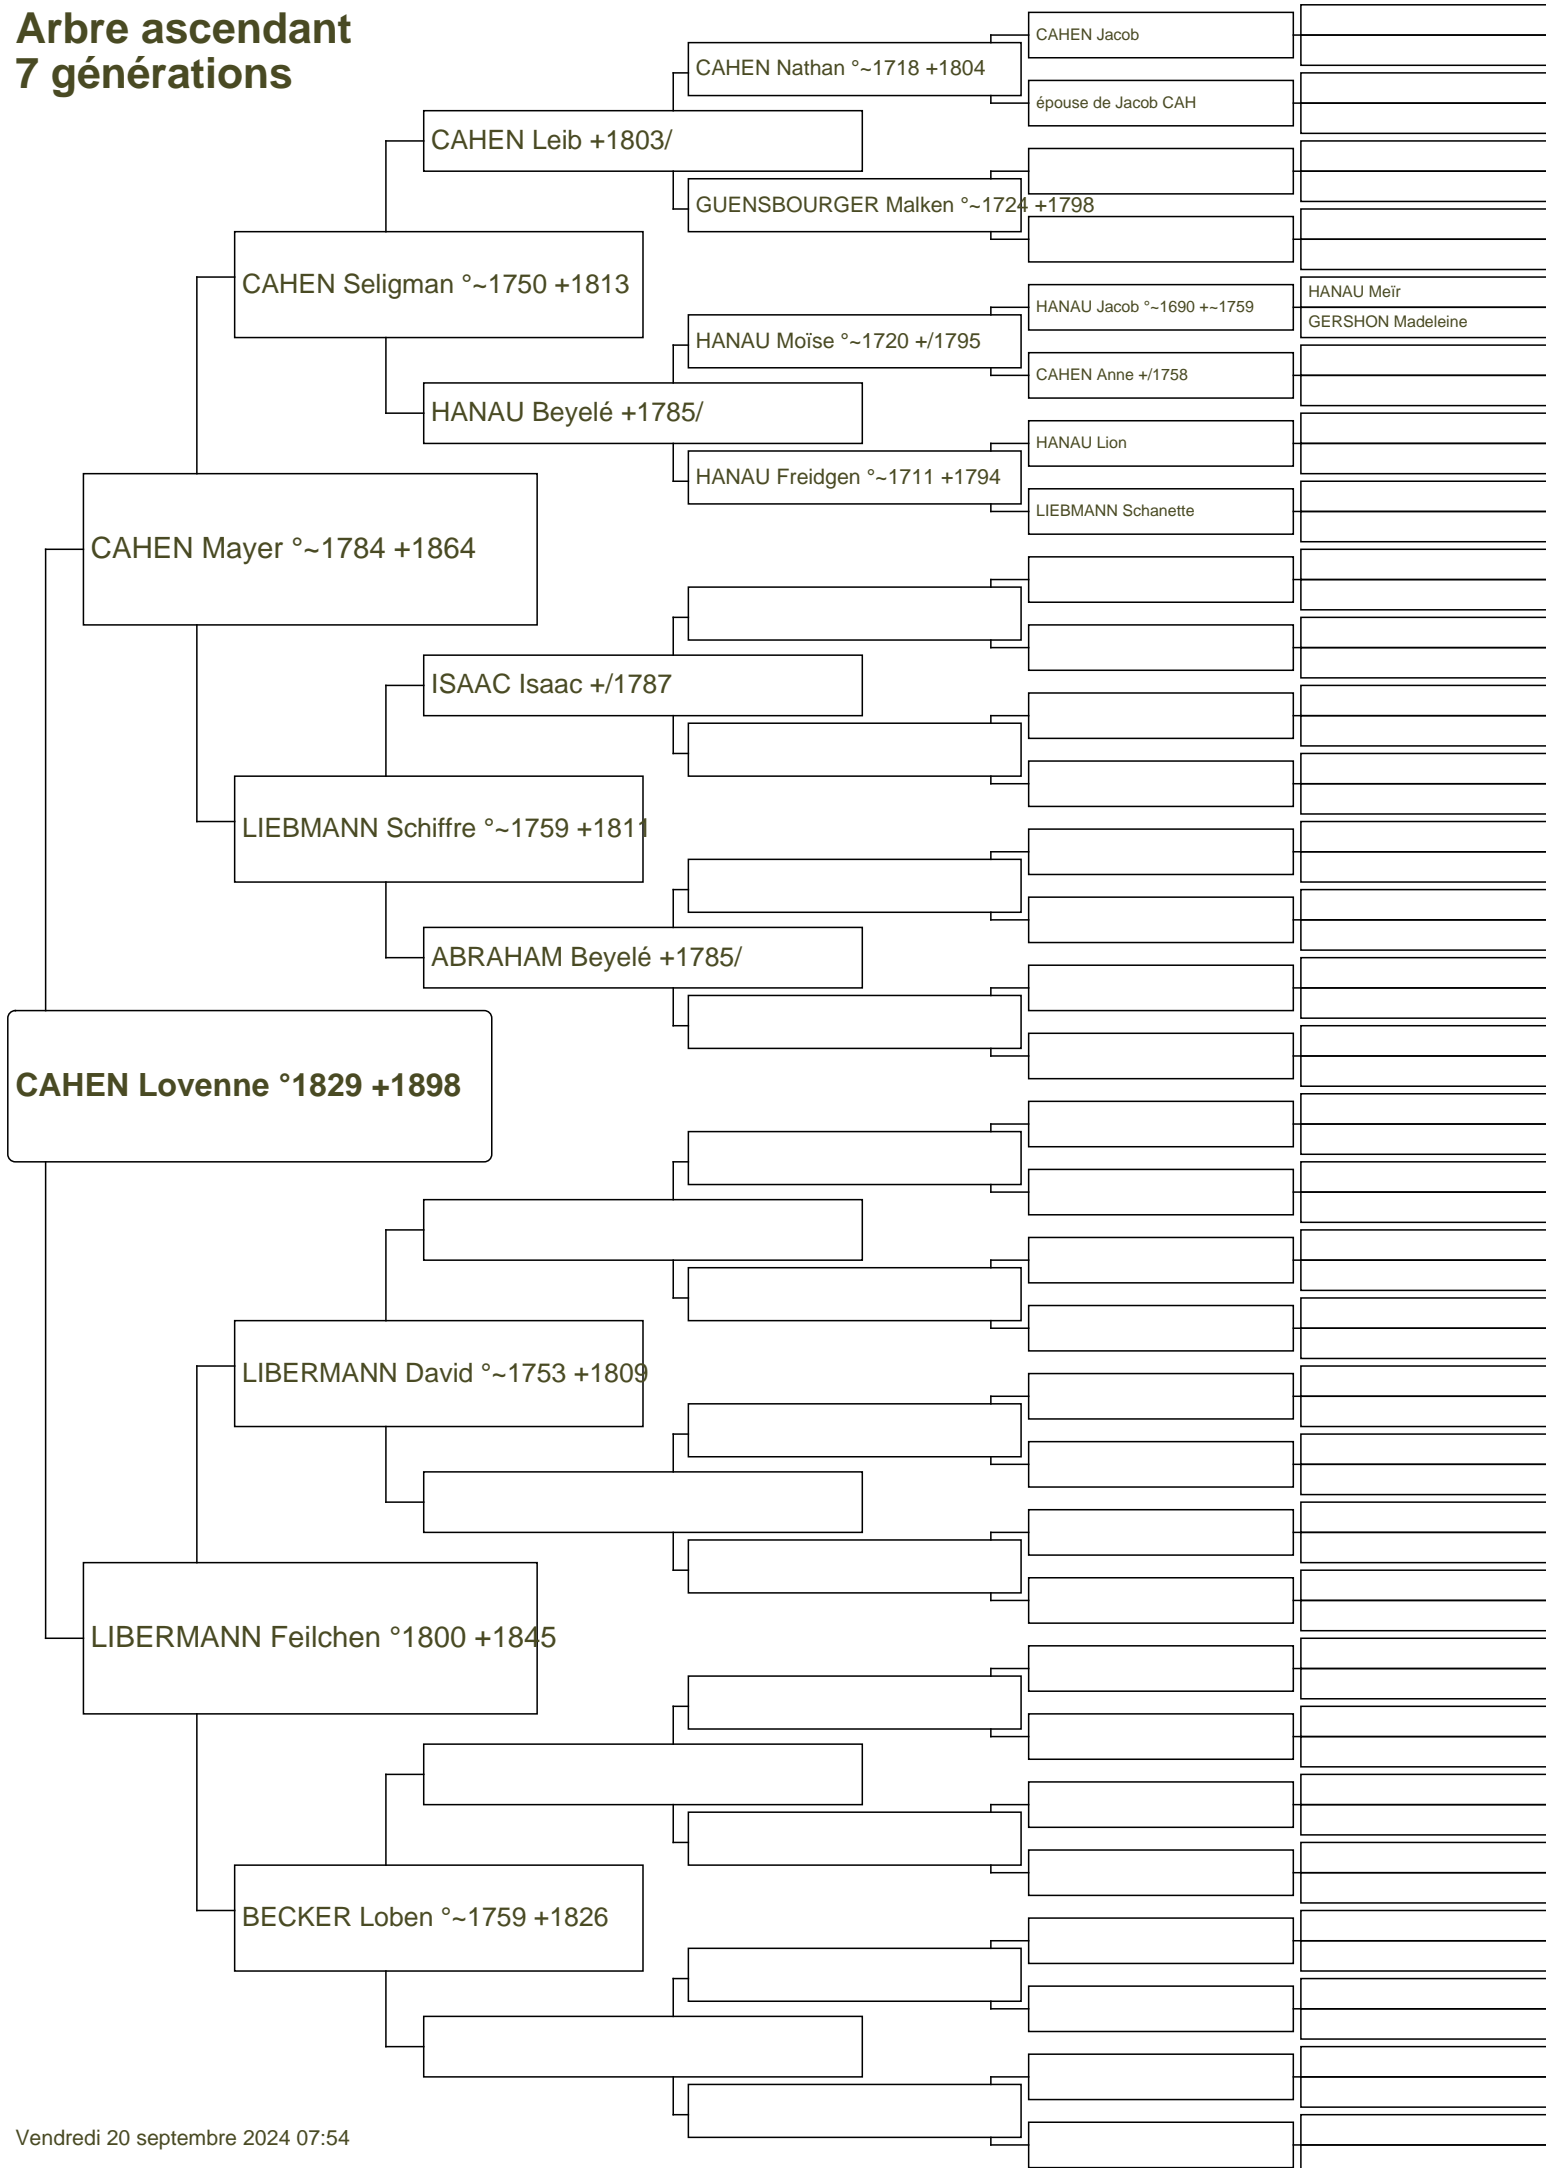 Arbre ascendant
7 générations
CAHEN Jacob
CAHEN Nathan °~1718 +1804
épouse de Jacob CAH
CAHEN Leib +1803/
GUENSBOURGER Malken °~1724 +1798
CAHEN Seligman °~1750 +1813
HANAU Meïr
HANAU Jacob °~1690 +~1759
GERSHON Madeleine
HANAU Moïse °~1720 +/1795
CAHEN Anne +/1758
HANAU Beyelé +1785/
HANAU Lion
HANAU Freidgen °~1711 +1794
LIEBMANN Schanette
CAHEN Mayer °~1784 +1864
ISAAC Isaac +/1787
LIEBMANN Schiffre °~1759 +1811
ABRAHAM Beyelé +1785/
CAHEN Lovenne °1829 +1898
LIBERMANN David °~1753 +1809
LIBERMANN Feilchen °1800 +1845
BECKER Loben °~1759 +1826
Vendredi 20 septembre 2024 07:54